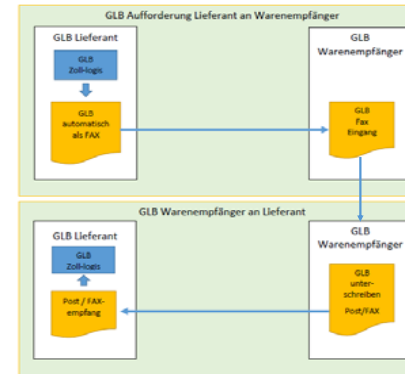 GLB Aufforderung Lieferant an Warenempfänger
GLB Lieferant
GLB
Zoll-logis
GLB
automatisch
als FAX
GLB
Warenempfänger
GLB
Fax
Eingang
GLB Warenempfänger an Lieferant
GLB Lieferant
GLB
Zoll-logis
Post / FAX-
empfang
GLB
Warenempfänger
GLB
unter-
schreiben
Post/FAX